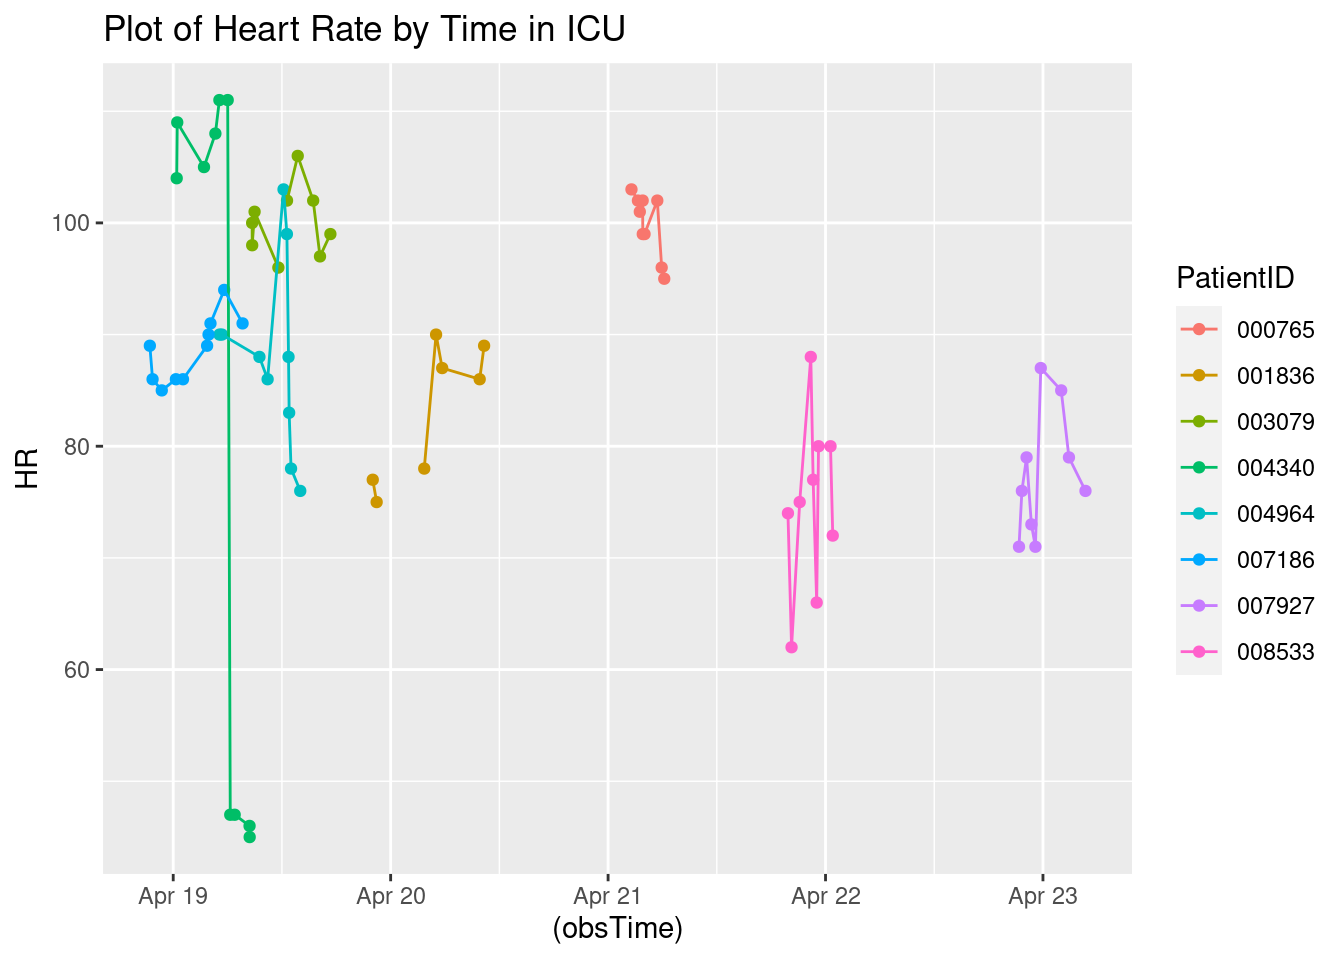 Plot of Heart Rate by Time in ICU
HR
100
80
60
Apr 19
Apr 20
Apr 21
Apr 22
Apr 23
(obsTime)
PatientID
000765
001836
003079
004340
004964
007186
007927
008533